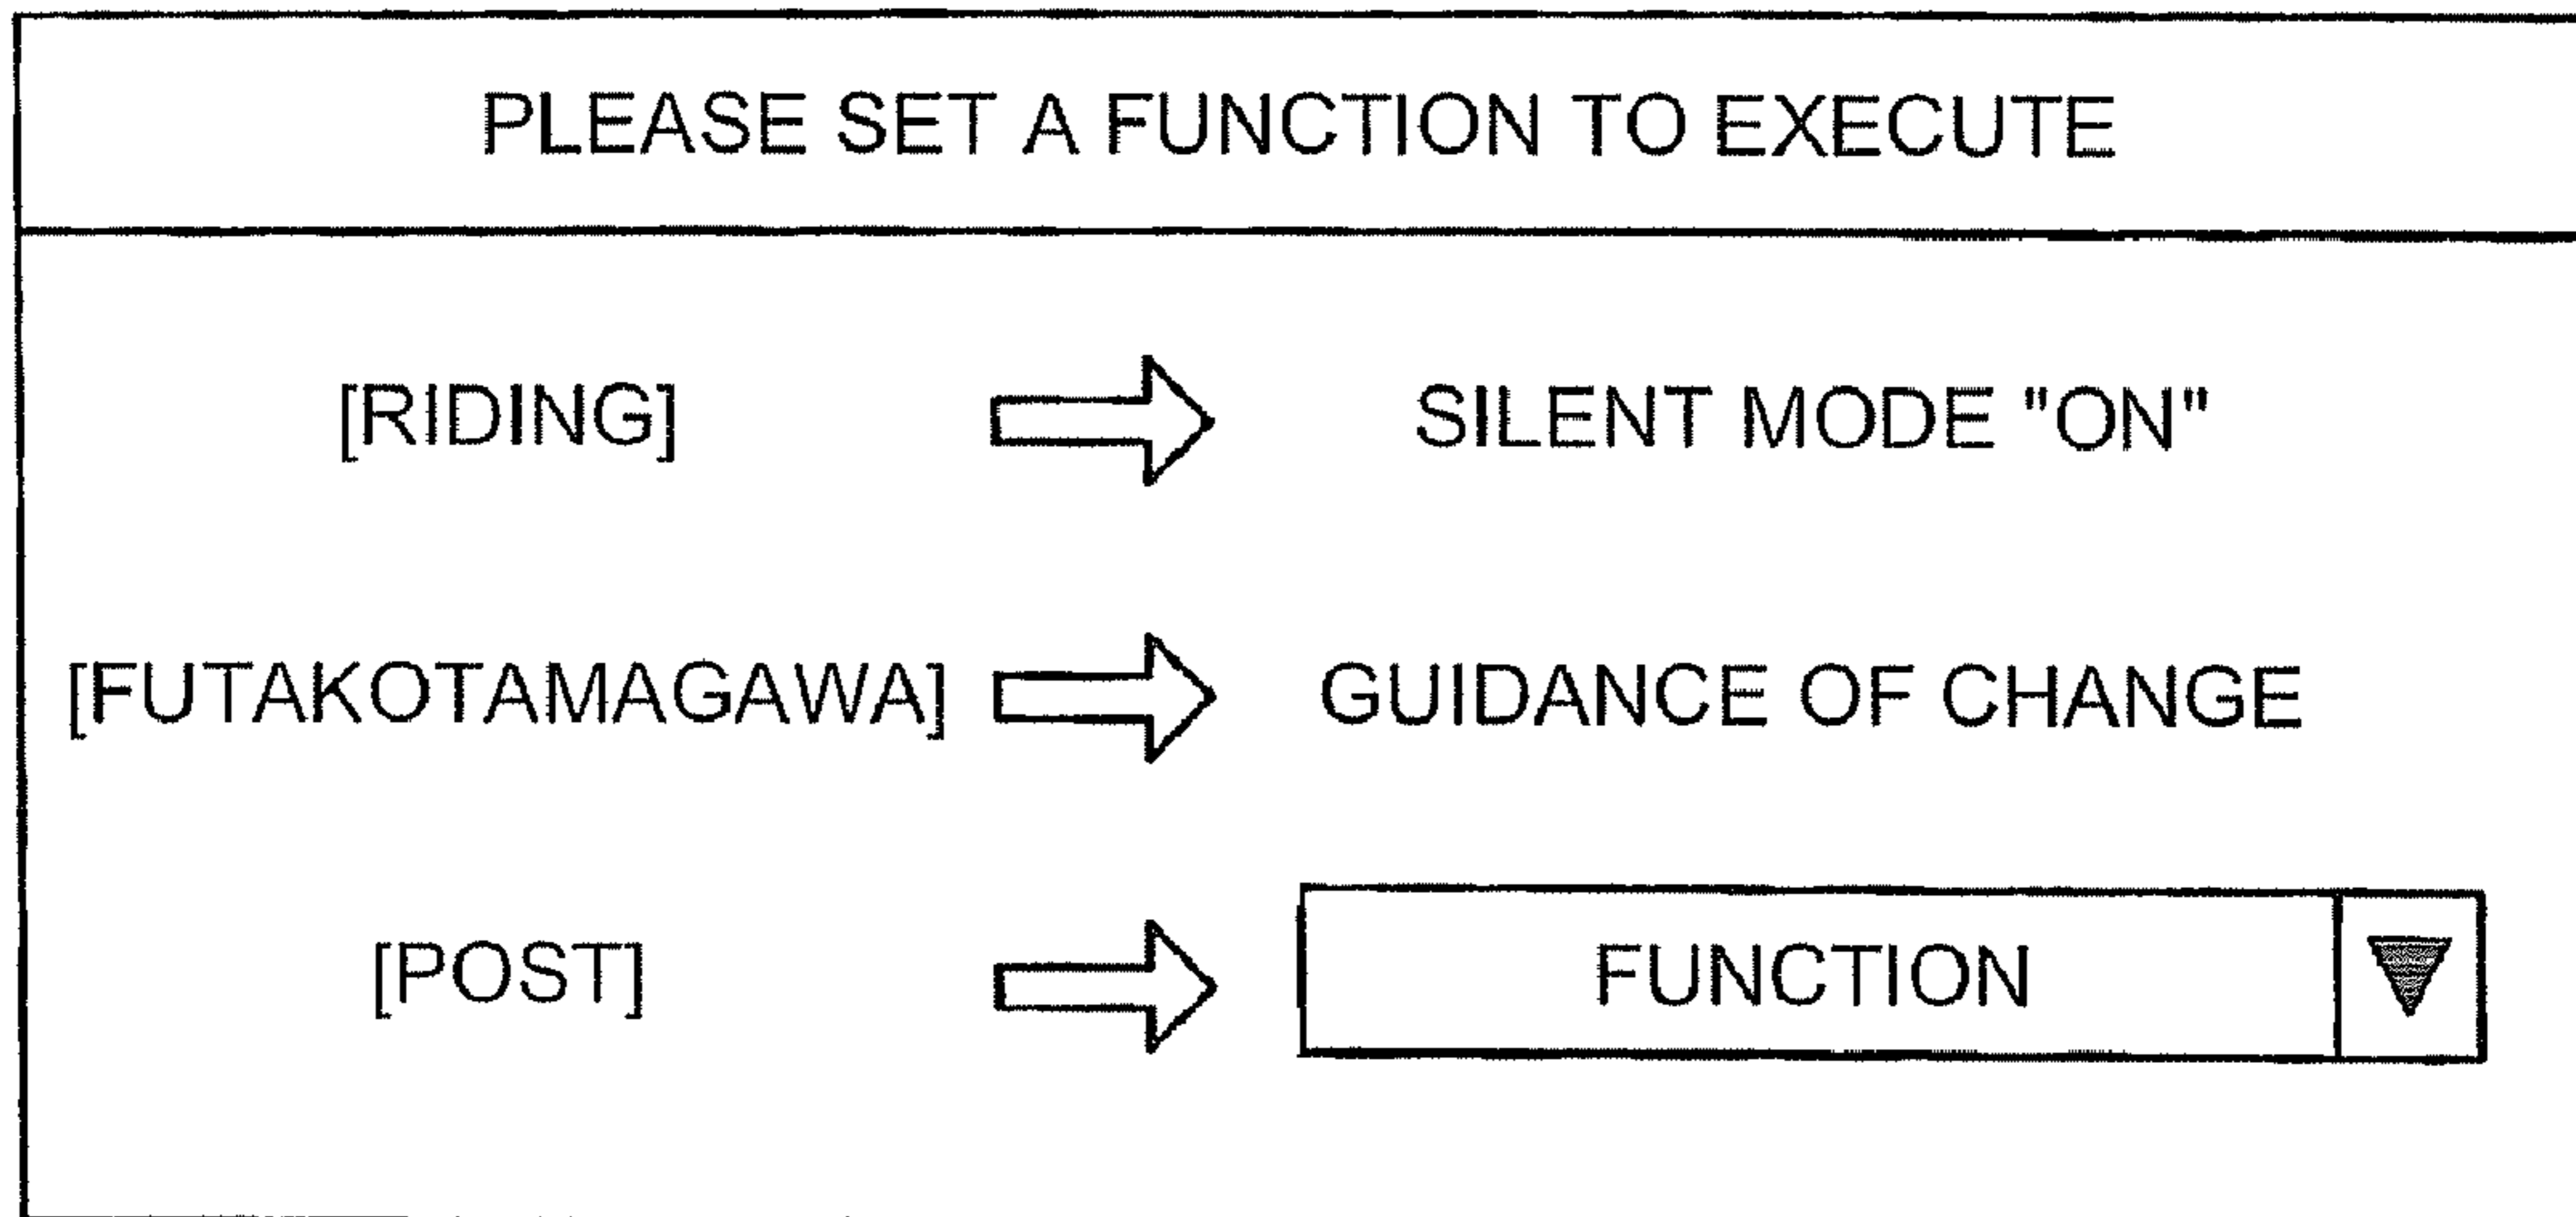 PLEASE SET A FUNCTION TO EXECUTE
[RIDING] SILENT MODE "ON"
[FUTAKOTAMAGAWA] GUIDANCE OF CHANGE
[POST] FUNCTION